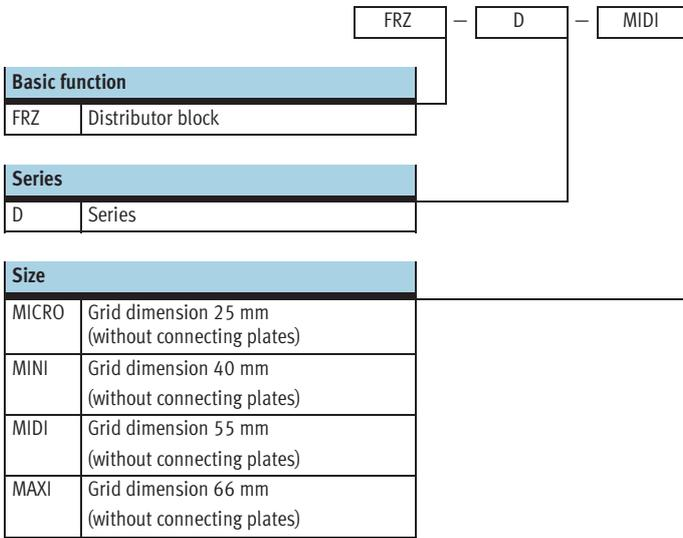 FRZ — D — MIDI
Basic function
FRZ Distributor block
Series
D Series
Size
MICRO Grid dimension 25 mm
(without connecting plates)
MINI Grid dimension 40 mm
(without connecting plates)
MIDI Grid dimension 55 mm
(without connecting plates)
MAXI Grid dimension 66 mm
(without connecting plates)